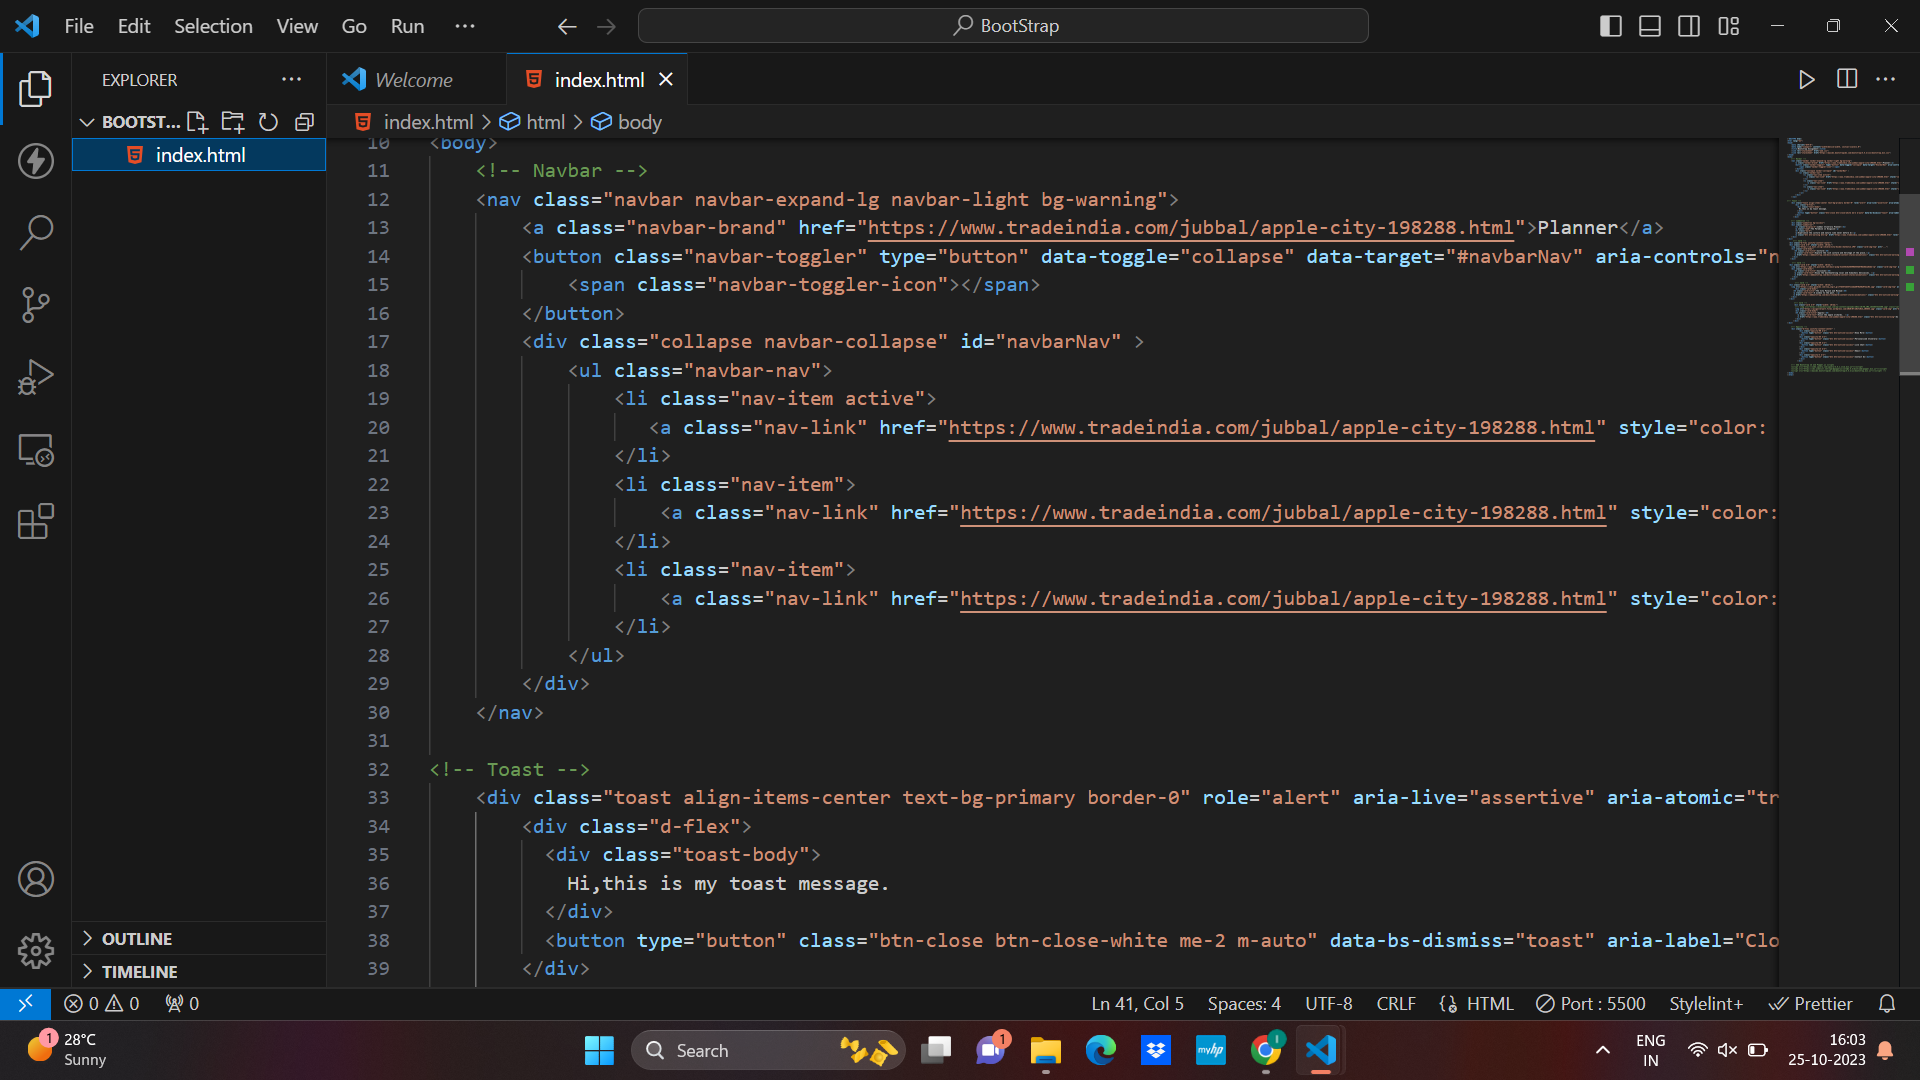 File Edit Selection View Go Run ···
BootStrap
EXPLORER
BOOTST...
index.html
OUTLINE
TIMELINE
Welcome
index.html
index.html > html > body
10 <body>
11 <!-- Navbar -->
12 <nav class="navbar navbar-expand-lg navbar-light bg-warning">
13 <a class="navbar-brand" href="https://www.tradeindia.com/jubbal/apple-city-198288.html">Planner</a>
14 <button class="navbar-toggler" type="button" data-toggle="collapse" data-target="#navbarNav" aria-controls="n
15 <span class="navbar-toggler-icon"></span>
16 </button>
17 <div class="collapse navbar-collapse" id="navbarNav" >
18 <ul class="navbar-nav">
19 <li class="nav-item active">
20 <a class="nav-link" href="https://www.tradeindia.com/jubbal/apple-city-198288.html" style="color:
21 </li>
22 <li class="nav-item">
23 <a class="nav-link" href="https://www.tradeindia.com/jubbal/apple-city-198288.html" style="color:
24 </li>
25 <li class="nav-item">
26 <a class="nav-link" href="https://www.tradeindia.com/jubbal/apple-city-198288.html" style="color:
27 </li>
28 </ul>
29 </div>
30 </nav>
31
32 <!-- Toast -->
33 <div class="toast align-items-center text-bg-primary border-0" role="alert" aria-live="assertive" aria-atomic="tr
34 <div class="d-flex">
35 <div class="toast-body">
36 Hi,this is my toast message.
37 </div>
38 <button type="button" class="btn-close btn-close-white me-2 m-auto" data-bs-dismiss="toast" aria-label="Clo
39 </div>
0 0 0 Ln 41, Col 5 Spaces: 4 UTF-8 CRLF HTML Port : 5500 Stylelint+ Prettier
1 28°C
Sunny
Search
1
myhp
I
ENG
IN
16:03
25-10-2023